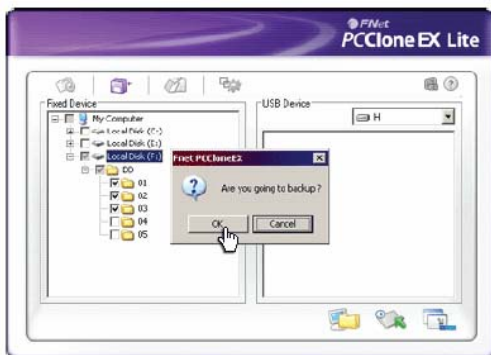 FNet
PCClone EX Lite
Fixed Device
USB Device
My Computer
H
Local Disk (C:)
Local Disk (E:)
Local Disk (F:)
DD
01
02
03
04
05
Fnet PCCloneEX
Are you going to backup ?
OK
Cancel